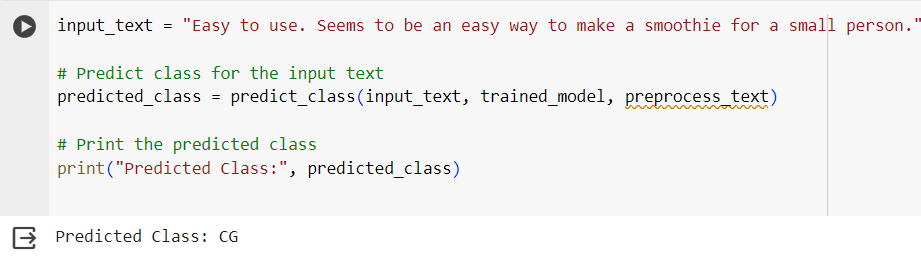 input_text = "Easy to use. Seems to be an easy way to make a smoothie for a small person."
# Predict class for the input text
predicted_class = predict_class(input_text, trained_model, preprocess_text)
# Print the predicted class
print("Predicted Class:", predicted_class)
Predicted Class: CG